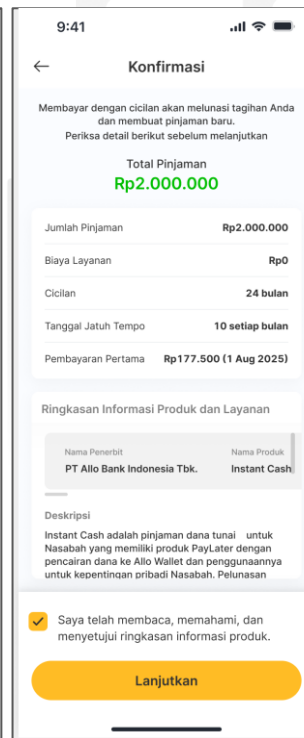 9:41
Konfirmasi
Membayar dengan cicilan akan melunasi tagihan Anda
dan membuat pinjaman baru.
Periksa detail berikut sebelum melanjutkan
Total Pinjaman
Rp2.000.000
Jumlah Pinjaman Rp2.000.000
Biaya Layanan Rp0
Cicilan 24 bulan
Tanggal Jatuh Tempo 10 setiap bulan
Pembayaran Pertama Rp177.500 (1 Aug 2025)
Ringkasan Informasi Produk dan Layanan
Nama Penerbit Nama Produk
PT Allo Bank Indonesia Tbk. Instant Cash
Deskripsi
Instant Cash adalah pinjaman dana tunai untuk
Nasabah yang memiliki produk PayLater dengan
pencairan dana ke Allo Wallet dan penggunaannya
untuk kepentingan pribadi Nasabah. Pelunasan
Saya telah membaca, memahami, dan
menyetujui ringkasan informasi produk.
Lanjutkan